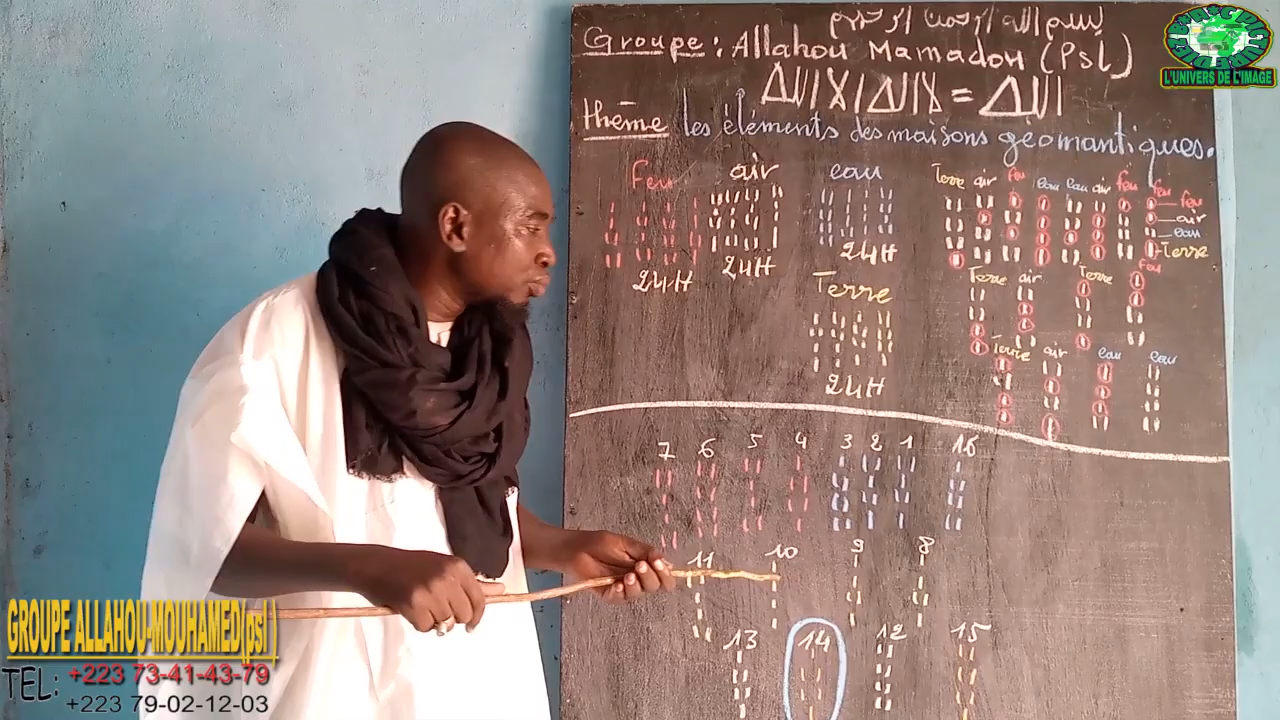 بسم الله الرحمن الرحيم
Groupe: Allahou Mamadou (Psl)
thème les éléments des maisons géomantiques.
Feu air eau
24H 24H 24H
Terre
24H
Terre air feu eau eau air feu feu
feu
air
eau
Terre
Terre air Terre feu
Terre air eau eau
7 6 5 4 3 2 1 16
11 10 9 8
13 14 12 15
L'UNIVERS DE L'IMAGE
GROUPE ALLAHOU-MOUHAMED(psl)
TEL: +223 73-41-43-79
+223 79-02-12-03